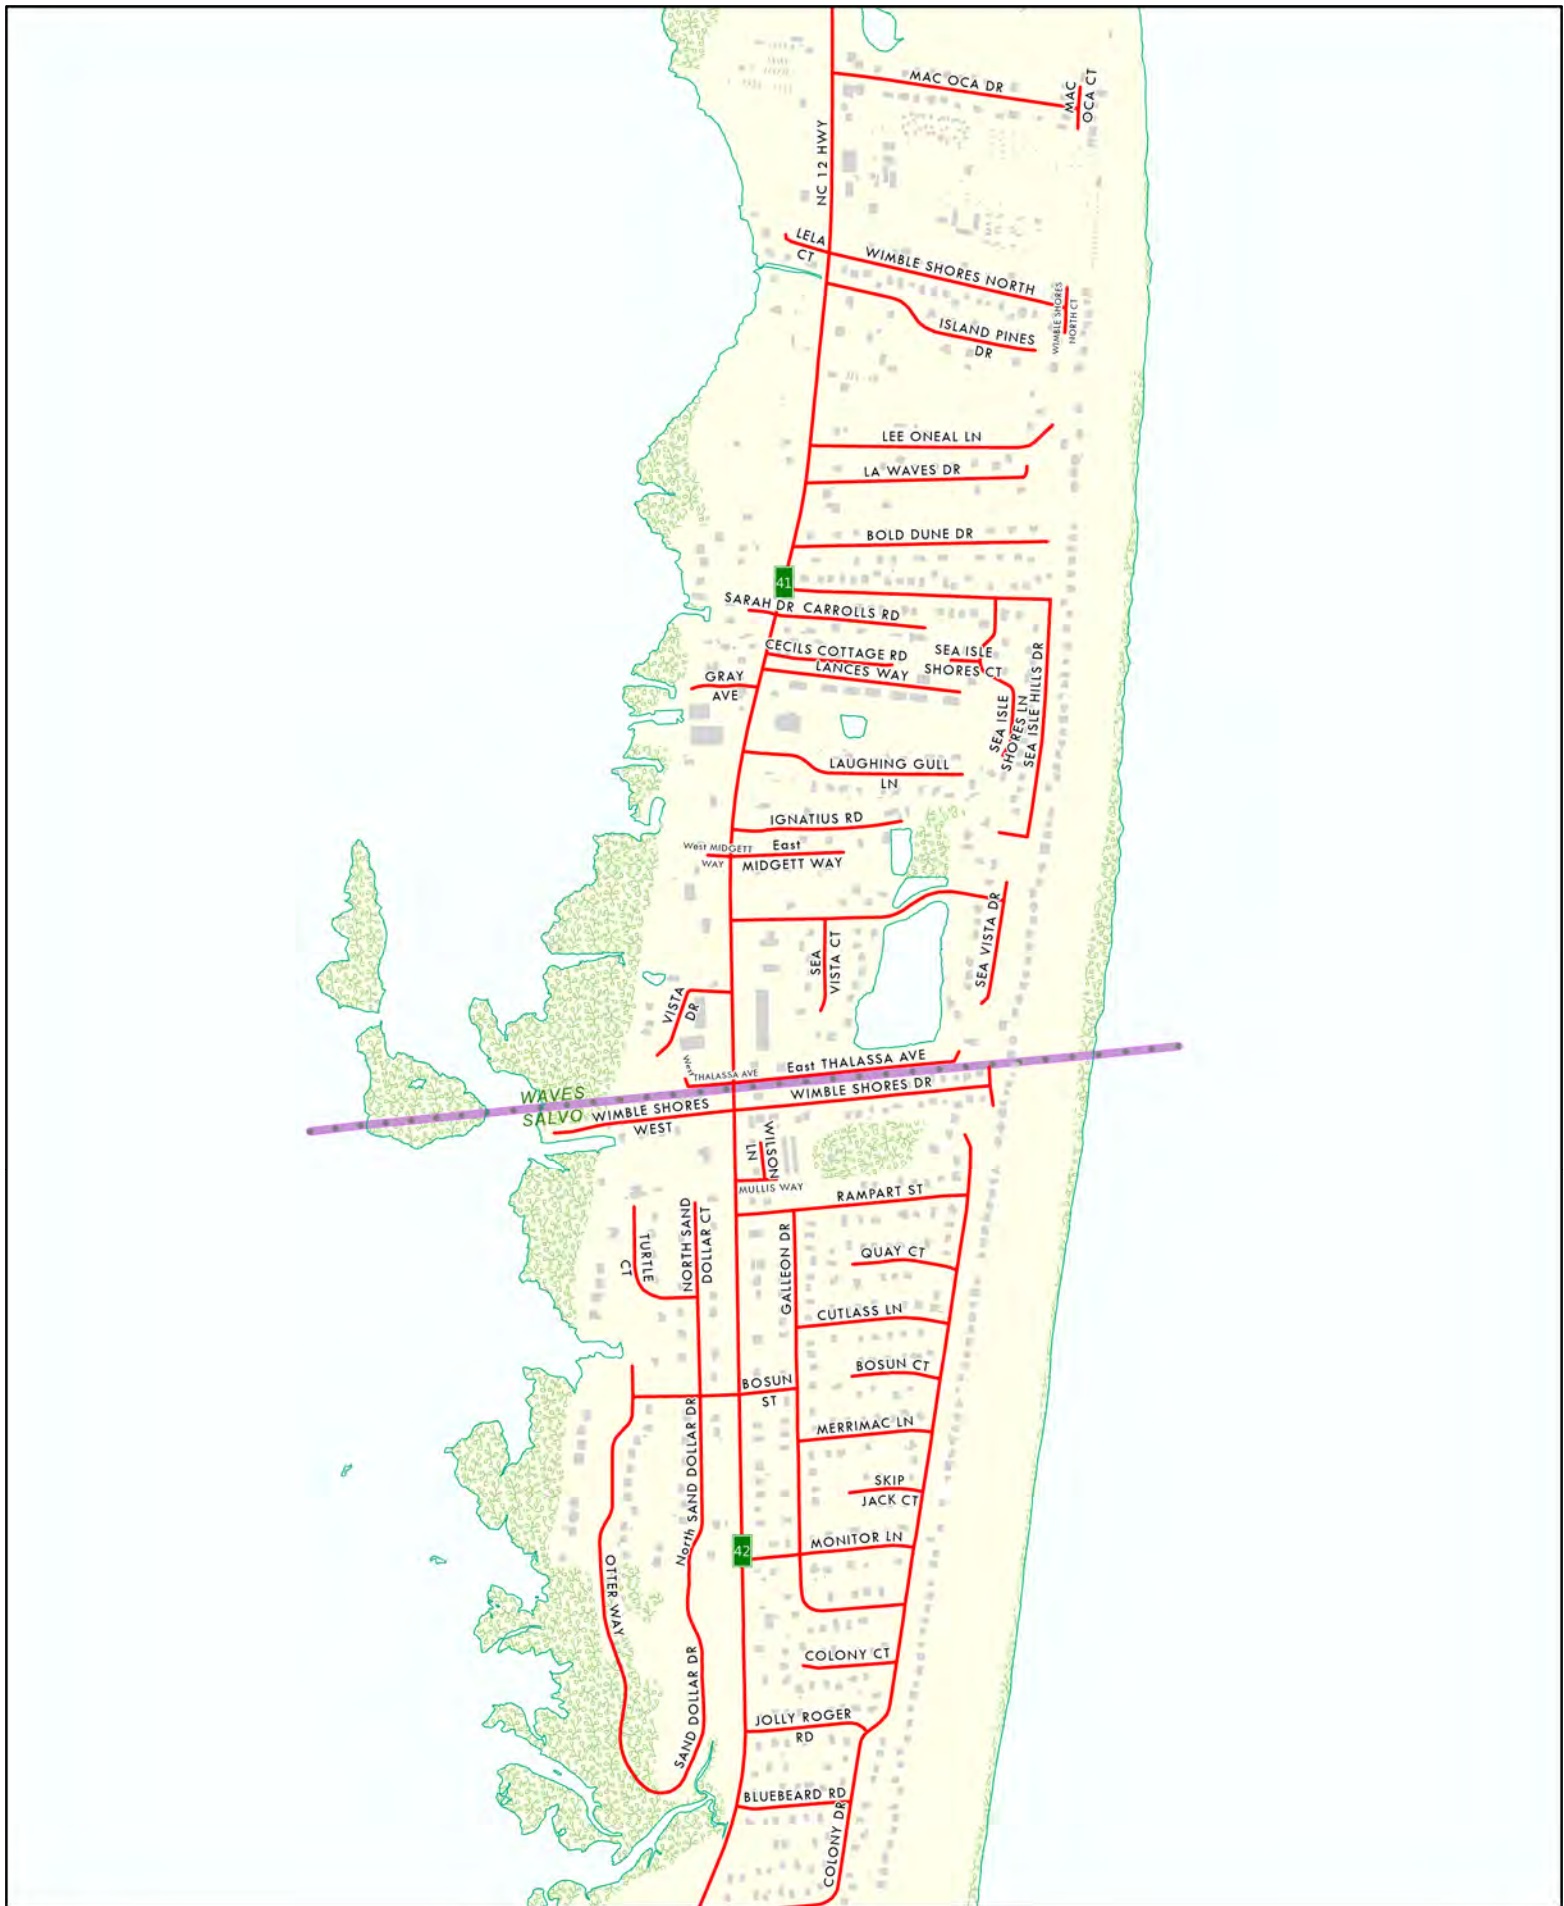 MAC OCA DR
MAC
OCA CT
NC 12 HWY
LELA
CT
WIMBLE SHORES NORTH
WIMBLE SHORES
NORTH CT
ISLAND PINES
DR
LEE ONEAL LN
LA WAVES DR
BOLD DUNE DR
41
SARAH DR
CARROLLS RD
CECILS COTTAGE RD
SEA ISLE
SHORES CT
LANCES WAY
GRAY
AVE
SEA ISLE
SHORES LN
SEA ISLE HILLS DR
LAUGHING GULL
LN
IGNATIUS RD
West MIDGETT
WAY
East
MIDGETT WAY
SEA VISTA DR
SEA
VISTA CT
VISTA
DR
West
THALASSA AVE
East THALASSA AVE
WAVES
SALVO
WIMBLE SHORES
WEST
WIMBLE SHORES DR
WILSON
LN
MULLIS WAY
RAMPART ST
NORTH SAND
DOLLAR CT
TURTLE
CT
GALLEON DR
QUAY CT
CUTLASS LN
BOSUN CT
BOSUN
ST
MERRIMAC LN
North SAND DOLLAR DR
SKIP
JACK CT
42
MONITOR LN
OTTER WAY
SAND DOLLAR DR
COLONY CT
JOLLY ROGER
RD
BLUEBEARD RD
COLONY DR